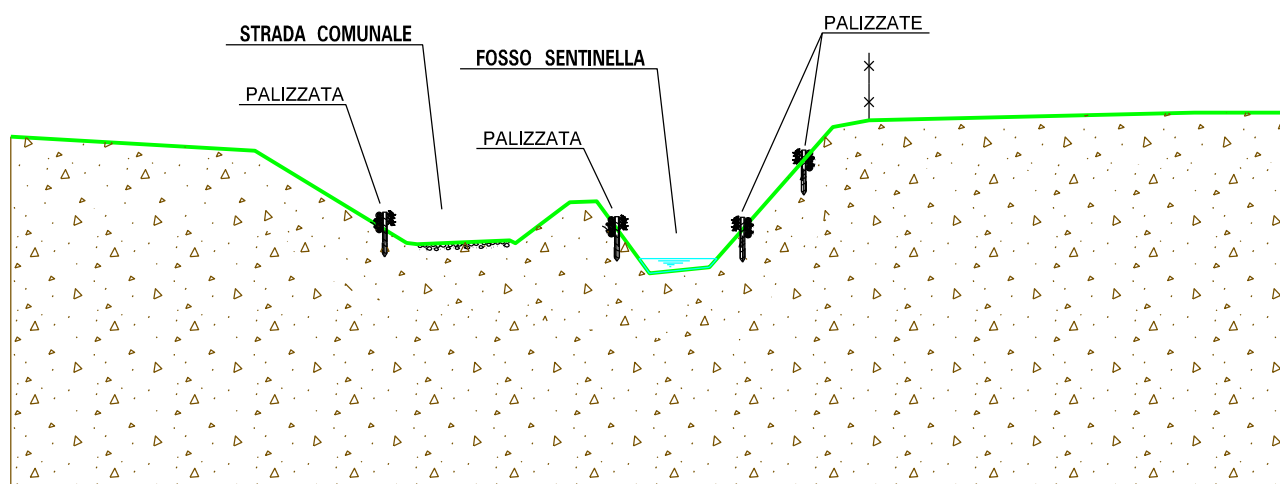 PALIZZATE
STRADA COMUNALE
FOSSO SENTINELLA
PALIZZATA
PALIZZATA